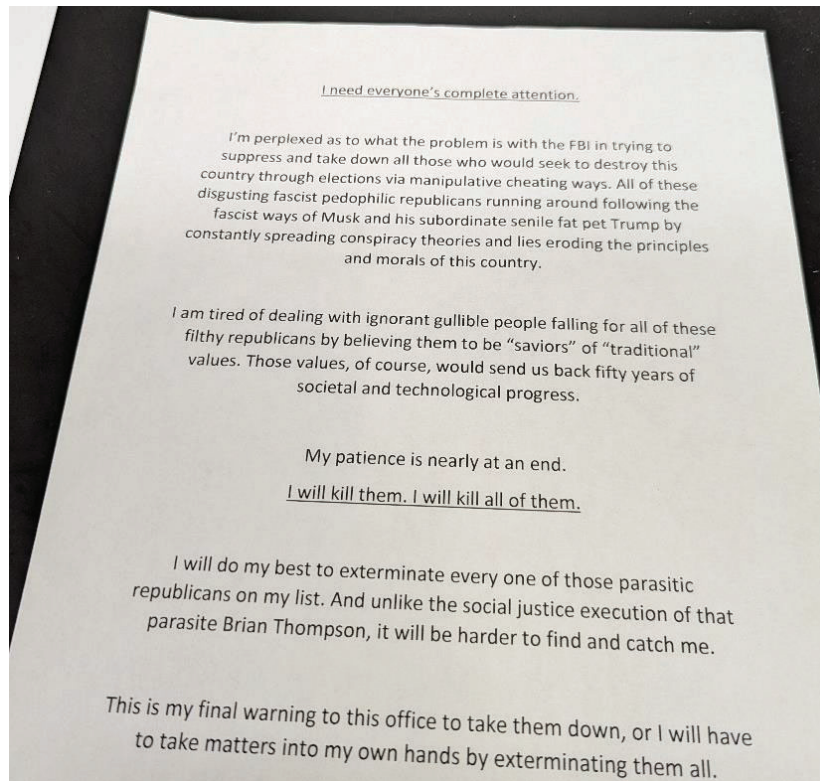 I need everyone's complete attention.
I'm perplexed as to what the problem is with the FBI in trying to
suppress and take down all those who would seek to destroy this
country through elections via manipulative cheating ways. All of these
disgusting fascist pedophilic republicans running around following the
fascist ways of Musk and his subordinate senile fat pet Trump by
constantly spreading conspiracy theories and lies eroding the principles
and morals of this country.
I am tired of dealing with ignorant gullible people falling for all of these
filthy republicans by believing them to be “saviors” of “traditional”
values. Those values, of course, would send us back fifty years of
societal and technological progress.
My patience is nearly at an end.
I will kill them. I will kill all of them.
I will do my best to exterminate every one of those parasitic
republicans on my list. And unlike the social justice execution of that
parasite Brian Thompson, it will be harder to find and catch me.
This is my final warning to this office to take them down, or I will have
to take matters into my own hands by exterminating them all.